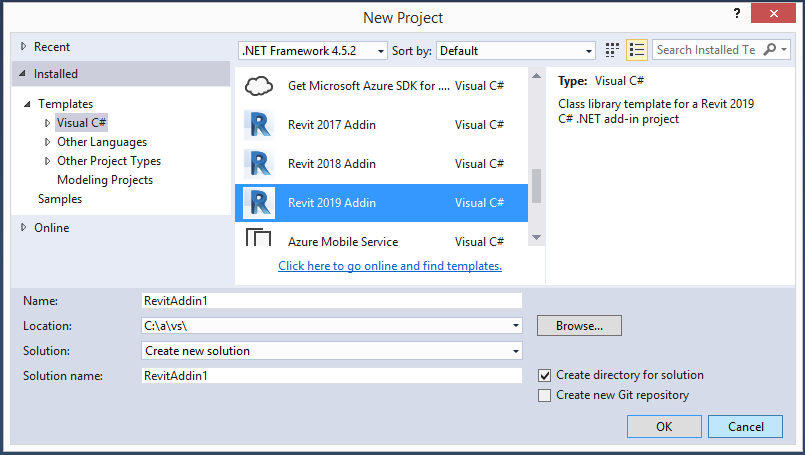 New Project
?
Recent
.NET Framework 4.5.2
Sort by:
Default
Search Installed Te
Installed
Templates
Visual C#
Other Languages
Other Project Types
Modeling Projects
Samples
Online
Get Microsoft Azure SDK for .... Visual C#
Revit 2017 Addin Visual C#
Revit 2018 Addin Visual C#
Revit 2019 Addin Visual C#
Azure Mobile Service Visual C#
Click here to go online and find templates.
Type: Visual C#
Class library template for a Revit 2019
C# .NET add-in project
Name: RevitAddin1
Location: C:\a\vs\
Browse...
Solution: Create new solution
Solution name: RevitAddin1
Create directory for solution
Create new Git repository
OK
Cancel